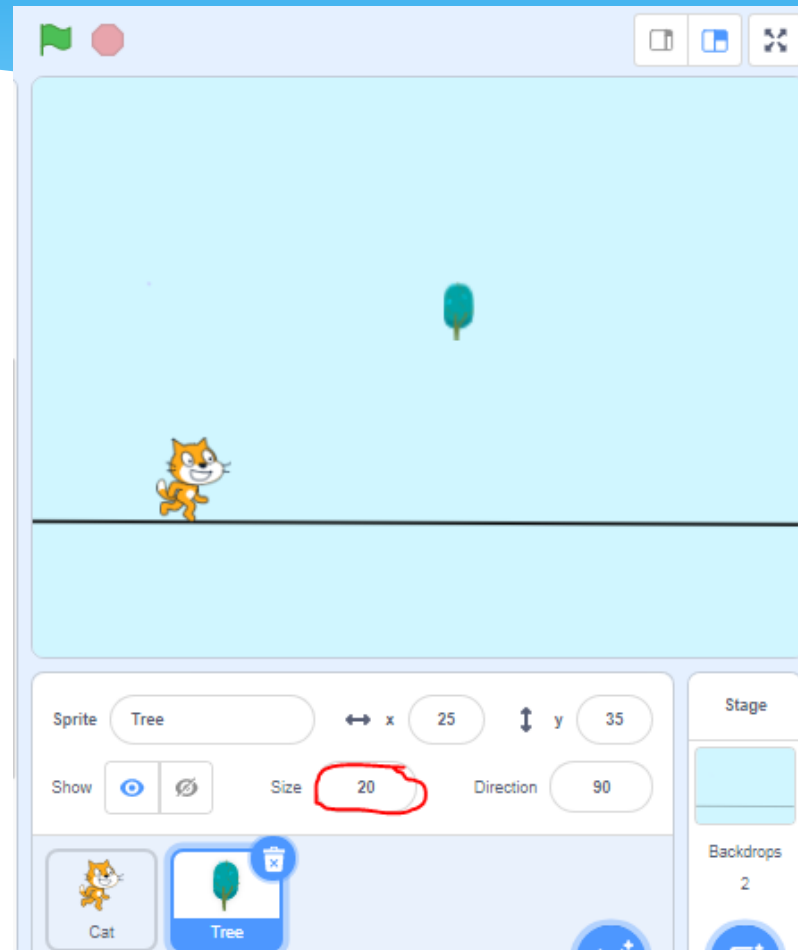 Sprite Tree x 25 y 35
Stage
Show Size 20 Direction 90
Backdrops
2
Cat Tree